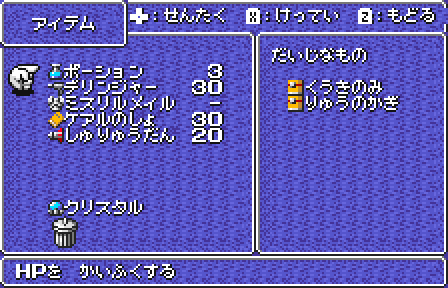 アイテム
✚:せんたく X:けってい Z:もどる
ポーション 3
デリンジャー 30
ミスリルメイル -
ケアルのしょ 30
しゅりゅうだん 20
クリスタル
だいじなもの
くうきのみ
りゅうのかぎ
HPを かいふくする